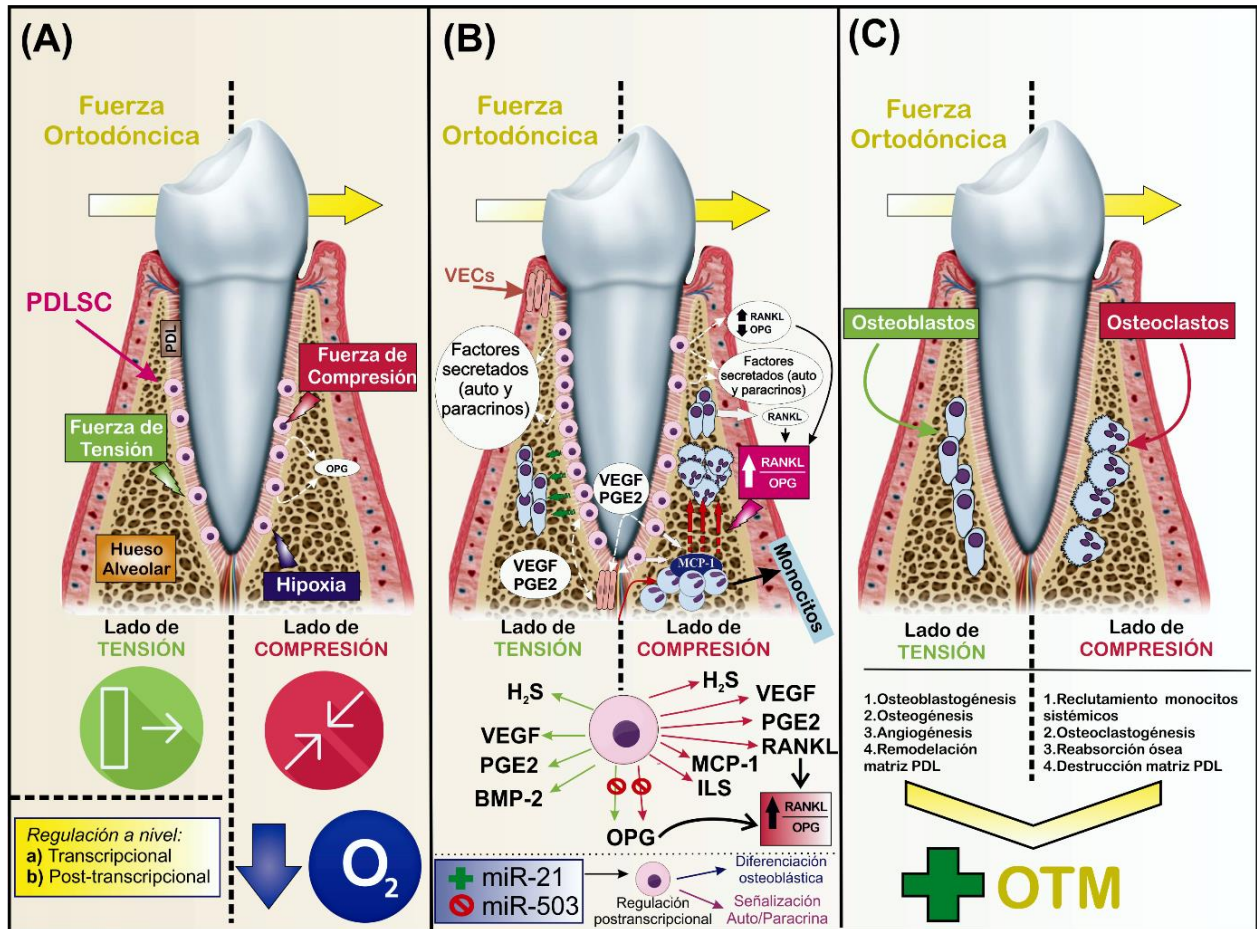 (A)
Fuerza
Ortodóncica
PDLSC
PDL
Fuerza de
Compresión
Fuerza de
Tensión
OPG
Hueso
Alveolar
Hipoxia
Lado de
TENSIÓN
Lado de
COMPRESIÓN
Regulación a nivel:
a) Transcripcional
b) Post-transcripcional
O2
(B)
Fuerza
Ortodóncica
VECs
Factores
secretados
(auto y
paracrinos)
RANKL
OPG
Factores
secretados (auto
y paracrinos)
RANKL
RANKL
OPG
VEGF
PGE2
VEGF
PGE2
MCP-1
Monocitos
Lado de
TENSIÓN
Lado de
COMPRESIÓN
H2S
VEGF
PGE2
BMP-2
H2S
VEGF
PGE2
RANKL
MCP-1
ILS
OPG
RANKL
OPG
miR-21
miR-503
Regulación
postranscripcional
Diferenciación
osteoblástica
Señalización
Auto/Paracrina
(C)
Fuerza
Ortodóncica
Osteoblastos
Osteoclastos
Lado de
TENSIÓN
Lado de
COMPRESIÓN
1.Osteoblastogénesis
2.Osteogénesis
3.Angiogénesis
4.Remodelación
matriz PDL
1.Reclutamiento monocitos
sistémicos
2.Osteoclastogénesis
3.Reabsorción ósea
4.Destrucción matriz PDL
OTM